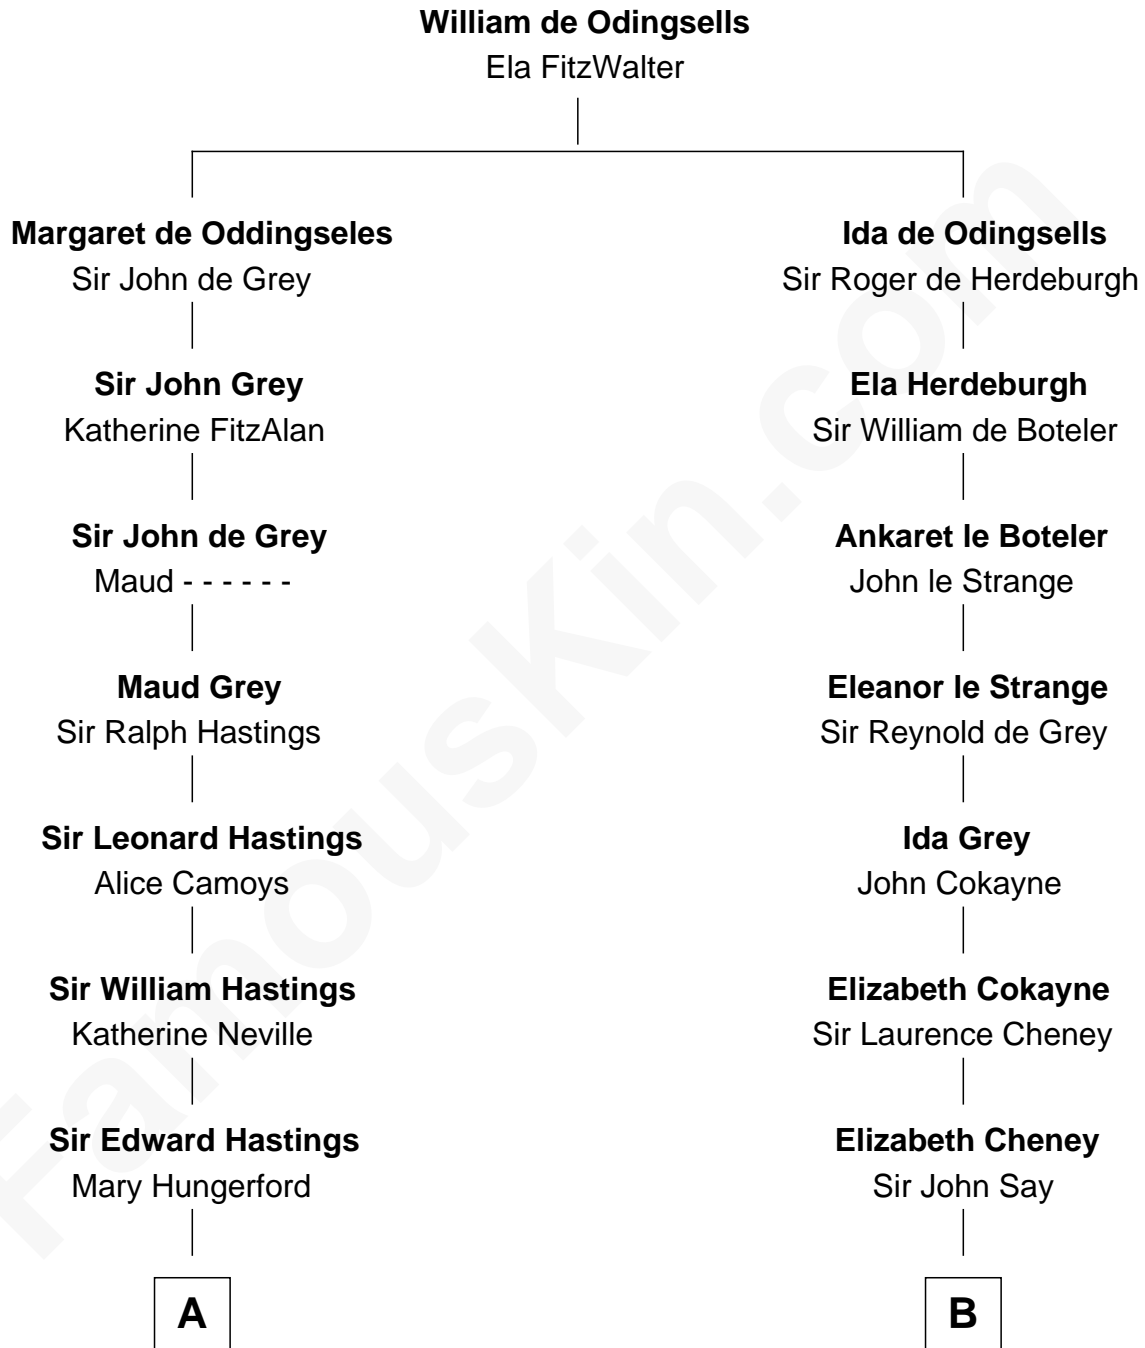 William de Odingsells
Ela FitzWalter
Margaret de Oddingseles
Sir John de Grey
Ida de Odingsells
Sir Roger de Herdeburgh
Sir John Grey
Katherine FitzAlan
Ela Herdeburgh
Sir William de Boteler
Sir John de Grey
Maud - - - - - -
Ankaret le Boteler
John le Strange
Maud Grey
Sir Ralph Hastings
Eleanor le Strange
Sir Reynold de Grey
Sir Leonard Hastings
Alice Camoys
Ida Grey
John Cokayne
Sir William Hastings
Katherine Neville
Elizabeth Cokayne
Sir Laurence Cheney
Sir Edward Hastings
Mary Hungerford
Elizabeth Cheney
Sir John Say
A
B
FamousKin.com